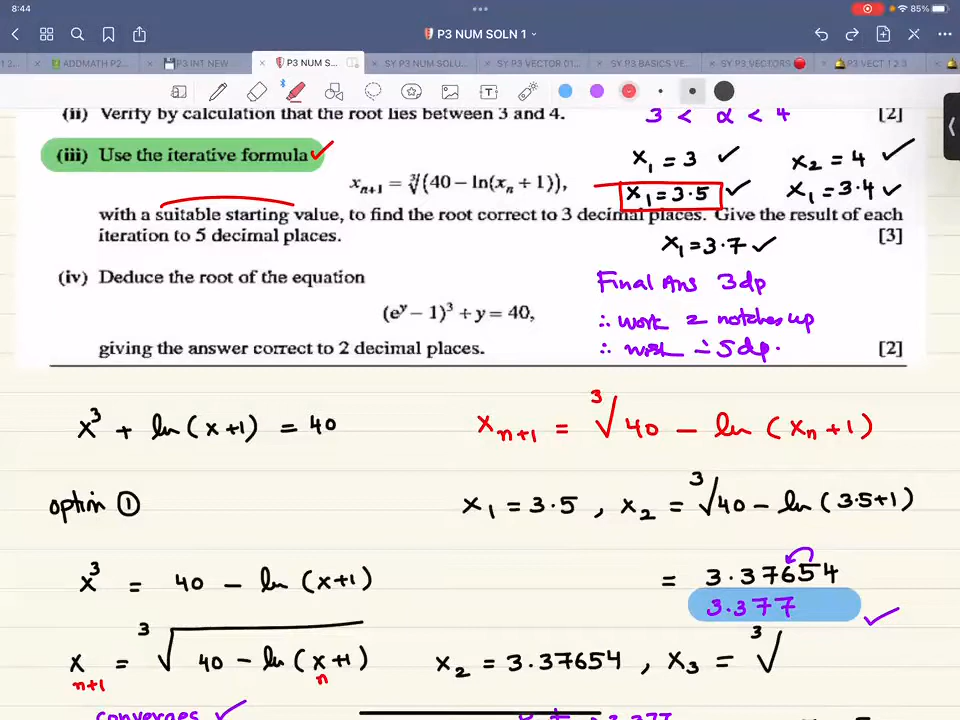 8:44
85%
P3 NUM SOLN 1
ADDMATH P2...
P3 INT NEW ...
P3 NUM S...
SY P3 NUM SOLU...
SY P3 VECTOR 01...
SY P3 BASICS VE...
SY P3 VECTORS
P3 VECT 1 2 3
(ii) Verify by calculation that the root lies between 3 and 4. [2]
3 < α < 4
(iii) Use the iterative formula
x₁ = 3 x₂ = 4
xₙ₊₁ = ∛(40 − ln(xₙ + 1)),
x₁ = 3.5 x₁ = 3.4
with a suitable starting value, to find the root correct to 3 decimal places. Give the result of each
iteration to 5 decimal places. [3]
x₁ = 3.7
(iv) Deduce the root of the equation
Final Ans 3dp
(eʸ − 1)³ + y = 40,
∴ work 2 notches up
giving the answer correct to 2 decimal places. [2]
5dp.
x³ + ln(x+1) = 40
xₙ₊₁ = ∛40 − ln(xₙ+1)
option ①
x₁ = 3.5 , x₂ = ∛40 − ln(3.5+1)
x³ = 40 − ln(x+1)
= 3.37654
3.377
x = ∛40 − ln(x+1)
n+1 n
x₂ = 3.37654 , x₃ = ∛
converges